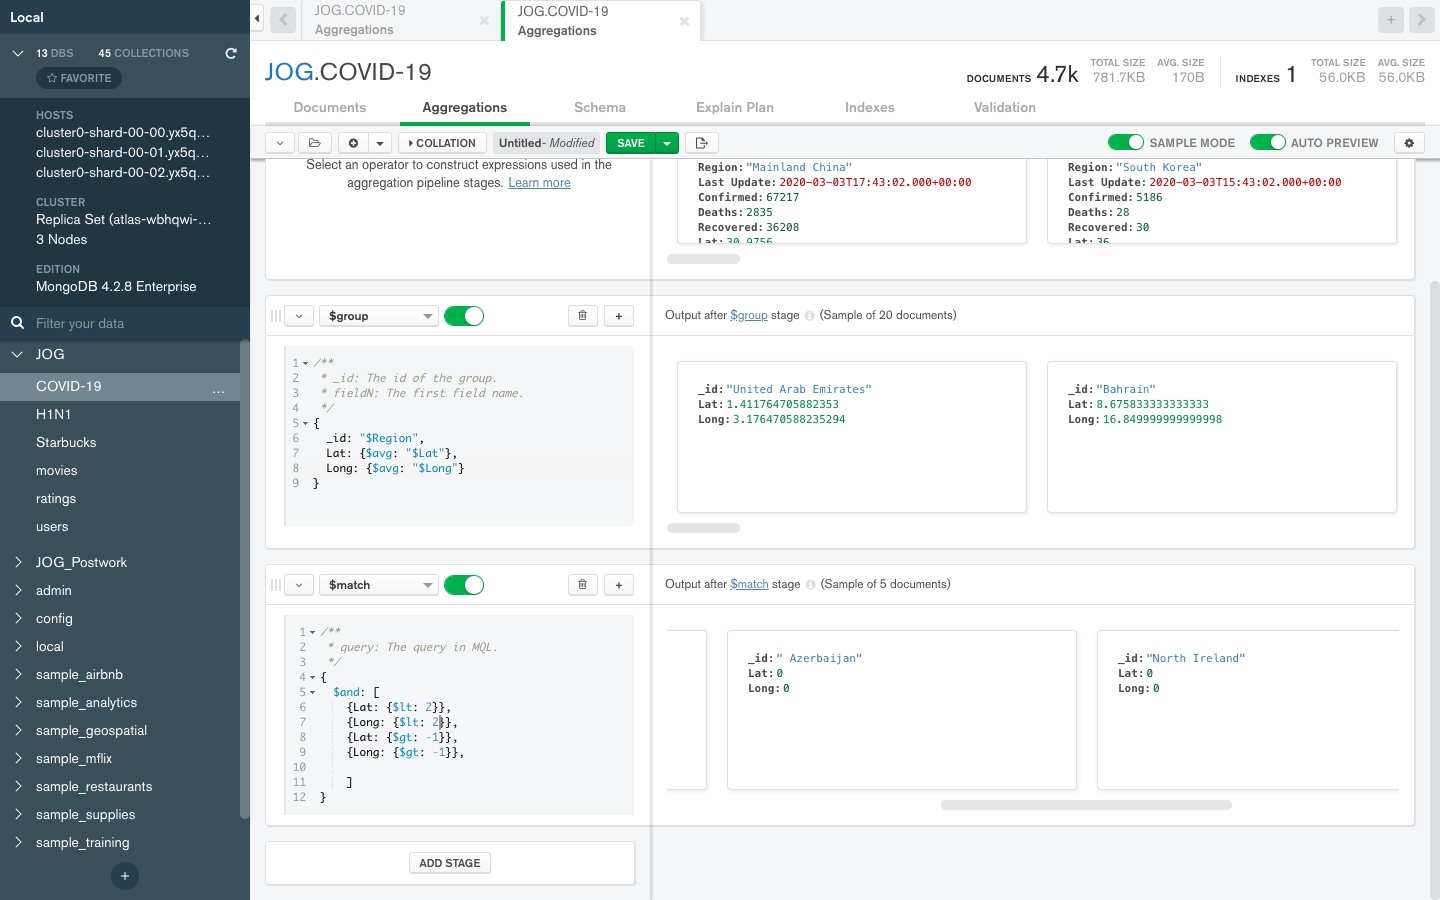 Local
13 DBS 45 COLLECTIONS
FAVORITE
HOSTS
cluster0-shard-00-00.yx5q...
cluster0-shard-00-01.yx5q...
cluster0-shard-00-02.yx5q...
CLUSTER
Replica Set (atlas-wbhqwi-...
3 Nodes
EDITION
MongoDB 4.2.8 Enterprise
Filter your data
JOG
COVID-19 ...
H1N1
Starbucks
movies
ratings
users
JOG_Postwork
admin
config
local
sample_airbnb
sample_analytics
sample_geospatial
sample_mflix
sample_restaurants
sample_supplies
sample_training
+
JOG.COVID-19
Aggregations
JOG.COVID-19
Aggregations
JOG.COVID-19
DOCUMENTS 4.7k TOTAL SIZE 781.7KB AVG. SIZE 170B INDEXES 1 TOTAL SIZE 56.0KB AVG. SIZE 56.0KB
Documents Aggregations Schema Explain Plan Indexes Validation
COLLATION Untitled- Modified SAVE SAMPLE MODE AUTO PREVIEW
Select an operator to construct expressions used in the
aggregation pipeline stages. Learn more
Region: "Mainland China"
Last Update: 2020-03-03T17:43:02.000+00:00
Confirmed: 67217
Deaths: 2835
Recovered: 36208
Lat: 30.9756
Region: "South Korea"
Last Update: 2020-03-03T15:43:02.000+00:00
Confirmed: 5186
Deaths: 28
Recovered: 30
Lat: 36
$group
+
Output after $group stage (Sample of 20 documents)
1 /**
2 * _id: The id of the group.
3 * fieldN: The first field name.
4 */
5 {
6 _id: "$Region",
7 Lat: {$avg: "$Lat"},
8 Long: {$avg: "$Long"}
9 }
_id: "United Arab Emirates"
Lat: 1.411764705882353
Long: 3.176470588235294
_id: "Bahrain"
Lat: 8.675833333333333
Long: 16.849999999999998
$match
+
Output after $match stage (Sample of 5 documents)
1 /**
2 * query: The query in MQL.
3 */
4 {
5 $and: [
6 {Lat: {$lt: 2}},
7 {Long: {$lt: 2}},
8 {Lat: {$gt: -1}},
9 {Long: {$gt: -1}},
10
11 ]
12 }
_id: " Azerbaijan"
Lat: 0
Long: 0
_id: "North Ireland"
Lat: 0
Long: 0
ADD STAGE